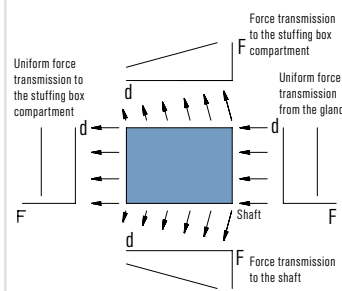 Force transmission
to the stuffing box
compartment
F
d
Uniform force
transmission to
the stuffing box
compartment
d
F
Uniform force
transmission
from the gland
d
F
Shaft
d
F
Force transmission
to the shaft